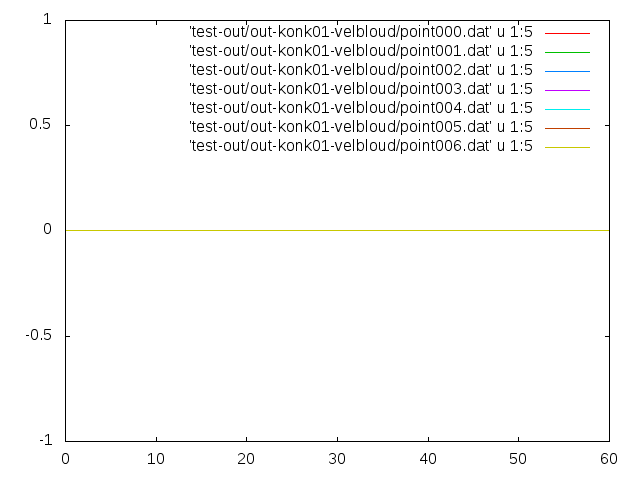 1
0.5
0
-0.5
-1
0 10 20 30 40 50 60
'test-out/out-konk01-velbloud/point000.dat' u 1:5
'test-out/out-konk01-velbloud/point001.dat' u 1:5
'test-out/out-konk01-velbloud/point002.dat' u 1:5
'test-out/out-konk01-velbloud/point003.dat' u 1:5
'test-out/out-konk01-velbloud/point004.dat' u 1:5
'test-out/out-konk01-velbloud/point005.dat' u 1:5
'test-out/out-konk01-velbloud/point006.dat' u 1:5